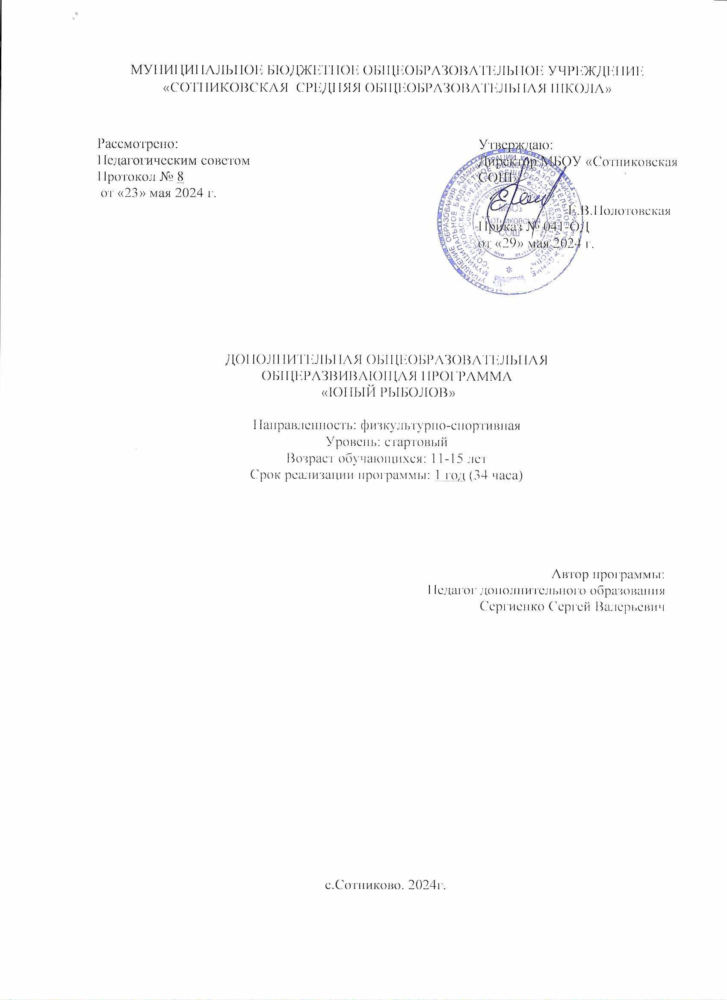 МУНИЦИПАЛЬНОЕ БЮДЖЕТНОЕ ОБЩЕОБРАЗОВАТЕЛЬНОЕ УЧРЕЖДЕНИЕ
«СОТНИКОВСКАЯ СРЕДНЯЯ ОБЩЕОБРАЗОВАТЕЛЬНАЯ ШКОЛА»
Рассмотрено:
Педагогическим советом
Протокол № 8
от «23» мая 2024 г.
Утверждаю:
Директор МБОУ «Сотниковская
СОШ»
Е.В.Полотовская
Приказ № 041-ОД
от «29» мая 2024 г.
МБОУ
"СОТНИКОВСКАЯ
СОШ"
ДОПОЛНИТЕЛЬНАЯ ОБЩЕОБРАЗОВАТЕЛЬНАЯ
ОБЩЕРАЗВИВАЮЩАЯ ПРОГРАММА
«ЮНЫЙ РЫБОЛОВ»
Направленность: физкультурно-спортивная
Уровень: стартовый
Возраст обучающихся: 11-15 лет
Срок реализации программы: 1 год (34 часа)
Автор программы:
Педагог дополнительного образования
Сергиенко Сергей Валерьевич
с.Сотниково. 2024г.